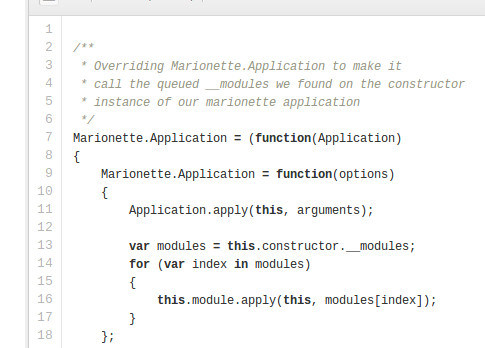 1
2 /**
3  * Overriding Marionette.Application to make it
4  * call the queued __modules we found on the constructor
5  * instance of our marionette application
6  */
7 Marionette.Application = (function(Application)
8 {
9     Marionette.Application = function(options)
10     {
11         Application.apply(this, arguments);
12
13         var modules = this.constructor.__modules;
14         for (var index in modules)
15         {
16             this.module.apply(this, modules[index]);
17         }
18     };